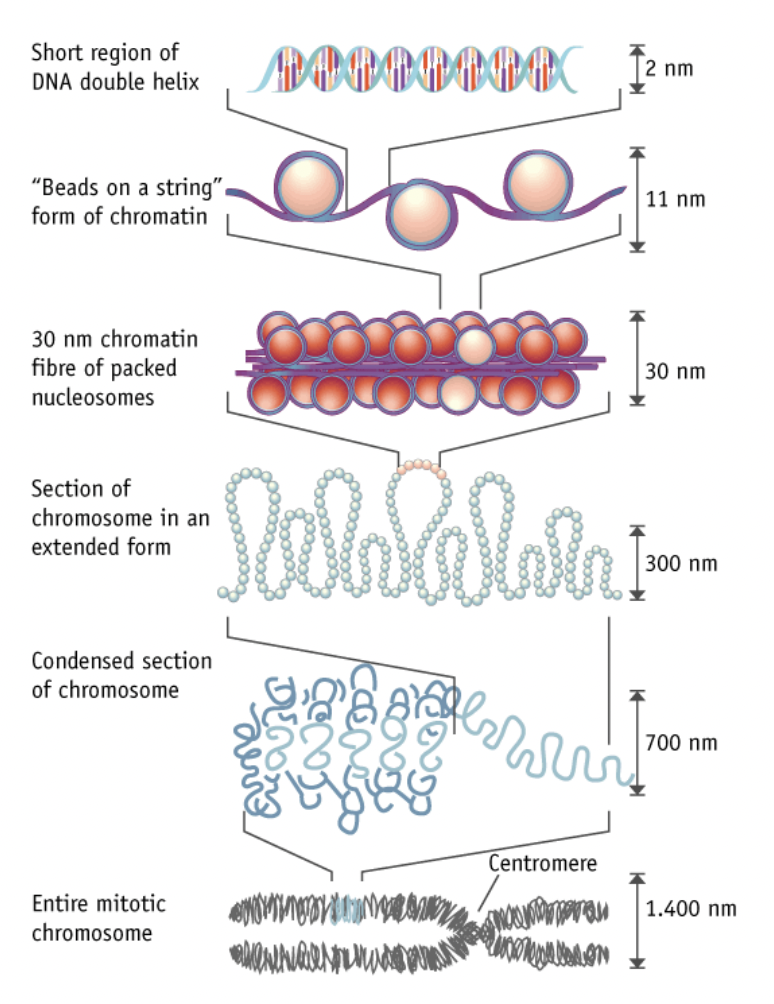 Short region of
DNA double helix
2 nm
“Beads on a string”
form of chromatin
11 nm
30 nm chromatin
fibre of packed
nucleosomes
30 nm
Section of
chromosome in an
extended form
300 nm
Condensed section
of chromosome
700 nm
Centromere
Entire mitotic
chromosome
1.400 nm